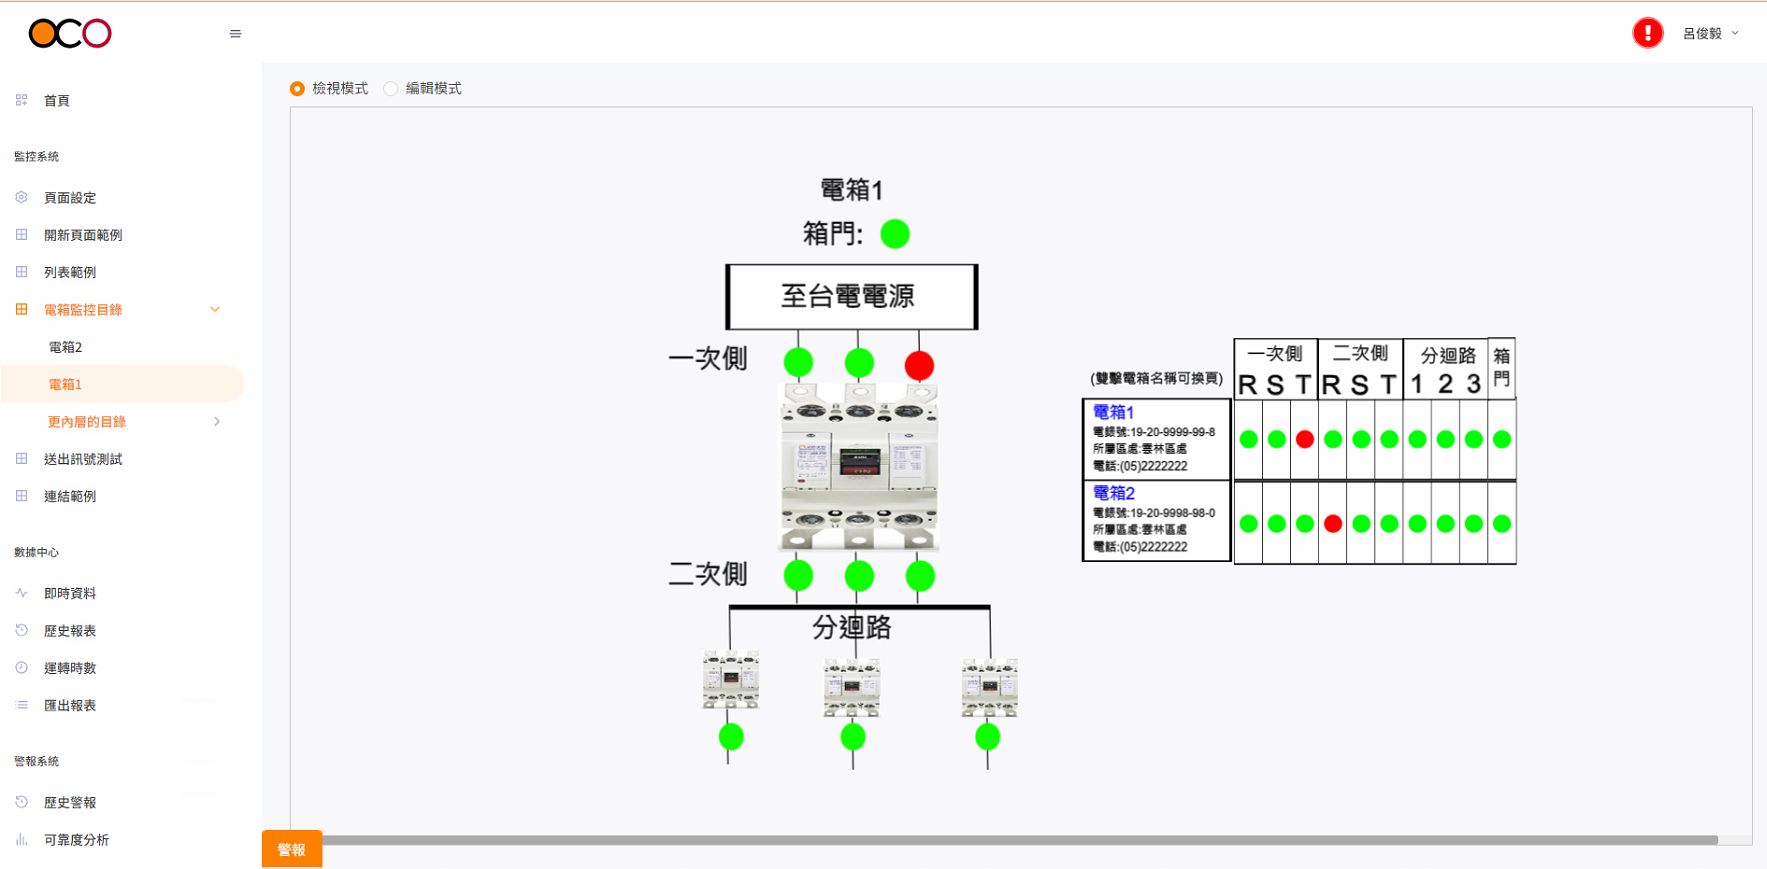 OCO
呂俊毅
首頁
監控系統
頁面設定
開新頁面範例
列表範例
電箱監控目錄
電箱2
電箱1
更內層的目錄
送出訊號測試
連結範例
數據中心
即時資料
歷史報表
運轉時數
匯出報表
警報系統
歷史警報
可靠度分析
檢視模式 編輯模式
電箱1
箱門:
至台電電源
一次側
二次側
分迴路
(雙擊電箱名稱可換頁)
一次側 二次側 分迴路 箱門
R S T R S T 1 2 3
電箱1
電錶號:19-20-9999-99-8
所屬區處:雲林區處
電話:(05)2222222
電箱2
電錶號:19-20-9998-98-0
所屬區處:雲林區處
電話:(05)2222222
警報